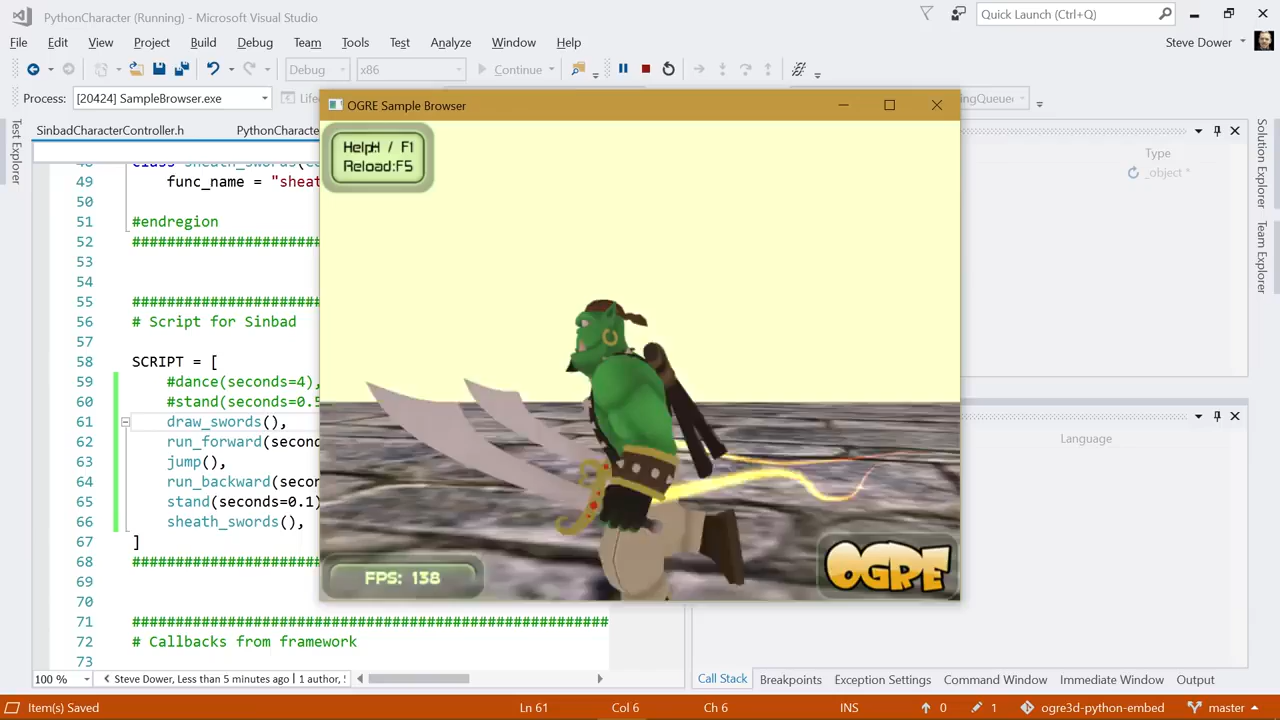 PythonCharacter (Running) - Microsoft Visual Studio
Quick Launch (Ctrl+Q)
File Edit View Project Build Debug Team Tools Test Analyze Window Help
Steve Dower
Debug x86 Continue
Process: [20424] SampleBrowser.exe
OGRE Sample Browser
SinbadCharacterController.h
Test Explorer
Solution Explorer
Team Explorer
Type
_object *
Language
Help:H / F1
Reload:F5
49 func_name = "sheat
50
51 #endregion
52 ######################
53
54
55 ######################
56 # Script for Sinbad
57
58 SCRIPT = [
59 #dance(seconds=4),
60 #stand(seconds=0.5
61 draw_swords(),
62 run_forward(secon
63 jump(),
64 run_backward(secon
65 stand(seconds=0.1)
66 sheath_swords(),
67 ]
68 ######################
69
70
71 #######################################################
72 # Callbacks from framework
73
FPS: 138
OGRE
100 % Steve Dower, Less than 5 minutes ago | 1 author,
Call Stack Breakpoints Exception Settings Command Window Immediate Window Output
Item(s) Saved Ln 61 Col 6 Ch 6 INS 0 1 ogre3d-python-embed master